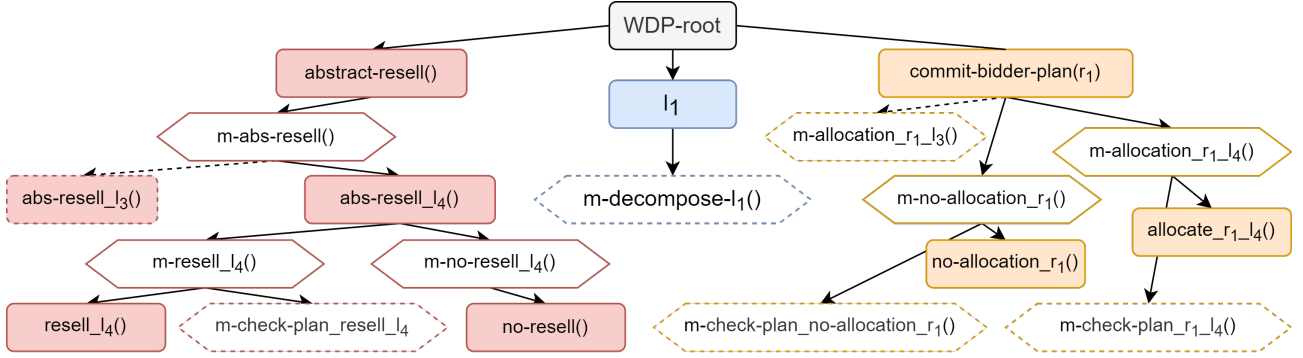 WDP-root
abstract-resell()
l₁
commit-bidder-plan(r₁)
m-abs-resell()
m-allocation_r₁_l₃()
m-allocation_r₁_l₄()
abs-resell_l₃()
abs-resell_l₄()
m-decompose-l₁()
m-no-allocation_r₁()
allocate_r₁_l₄()
m-resell_l₄()
m-no-resell_l₄()
no-allocation_r₁()
resell_l₄()
m-check-plan_resell_l₄
no-resell()
m-check-plan_no-allocation_r₁()
m-check-plan_r₁_l₄()